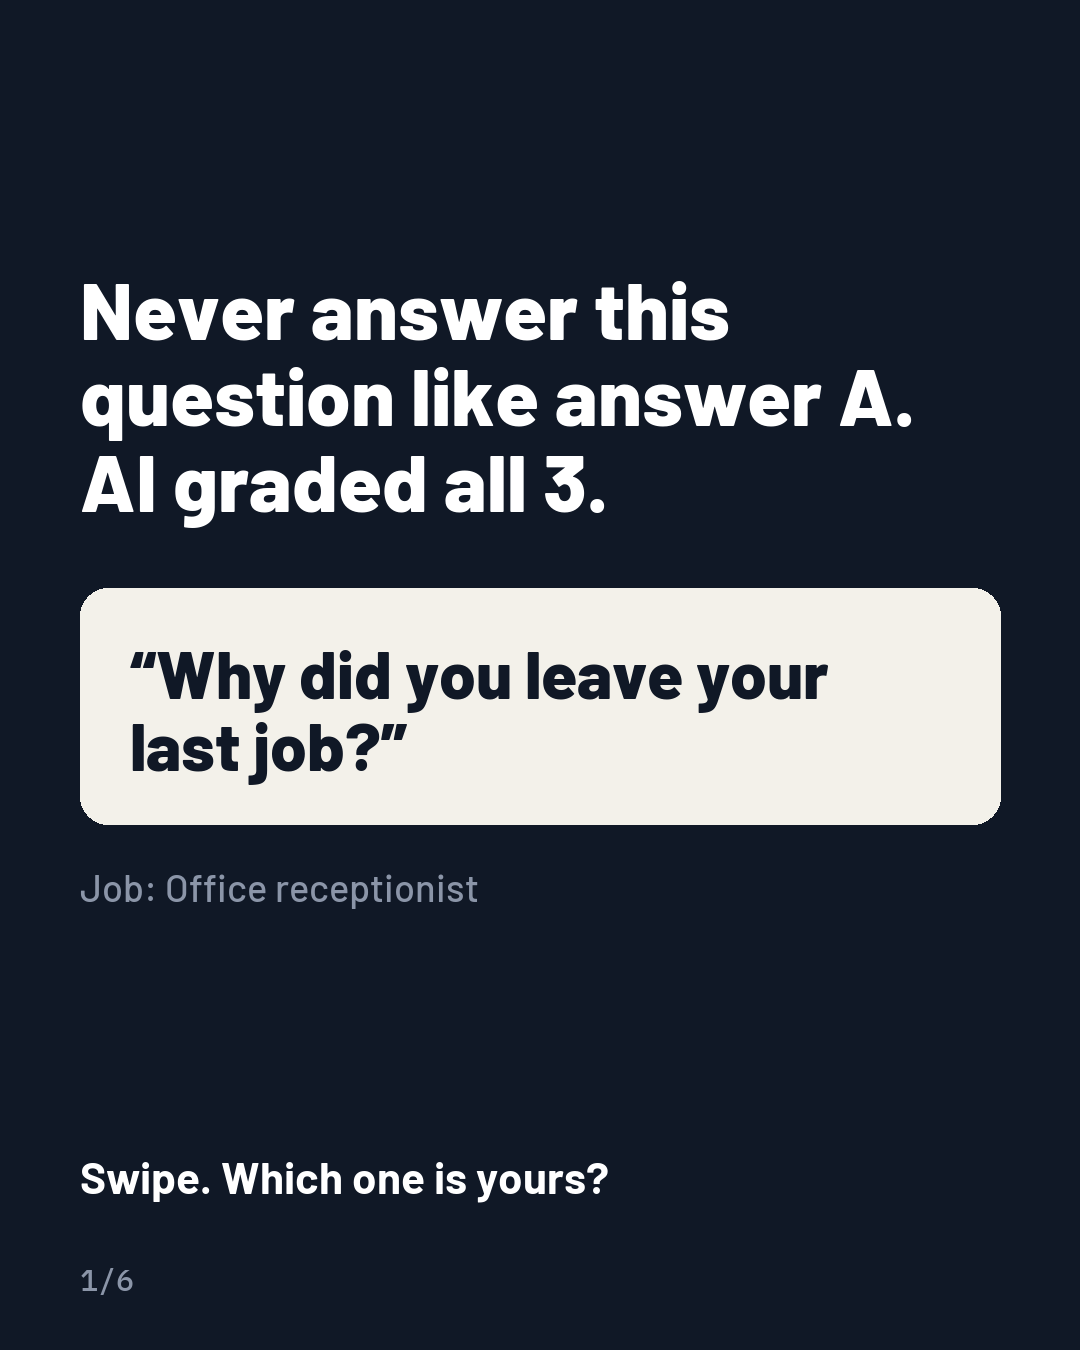 Never answer this
question like answer A.
AI graded all 3.
“Why did you leave your
last job?”
Job: Office receptionist
Swipe. Which one is yours?
1/6